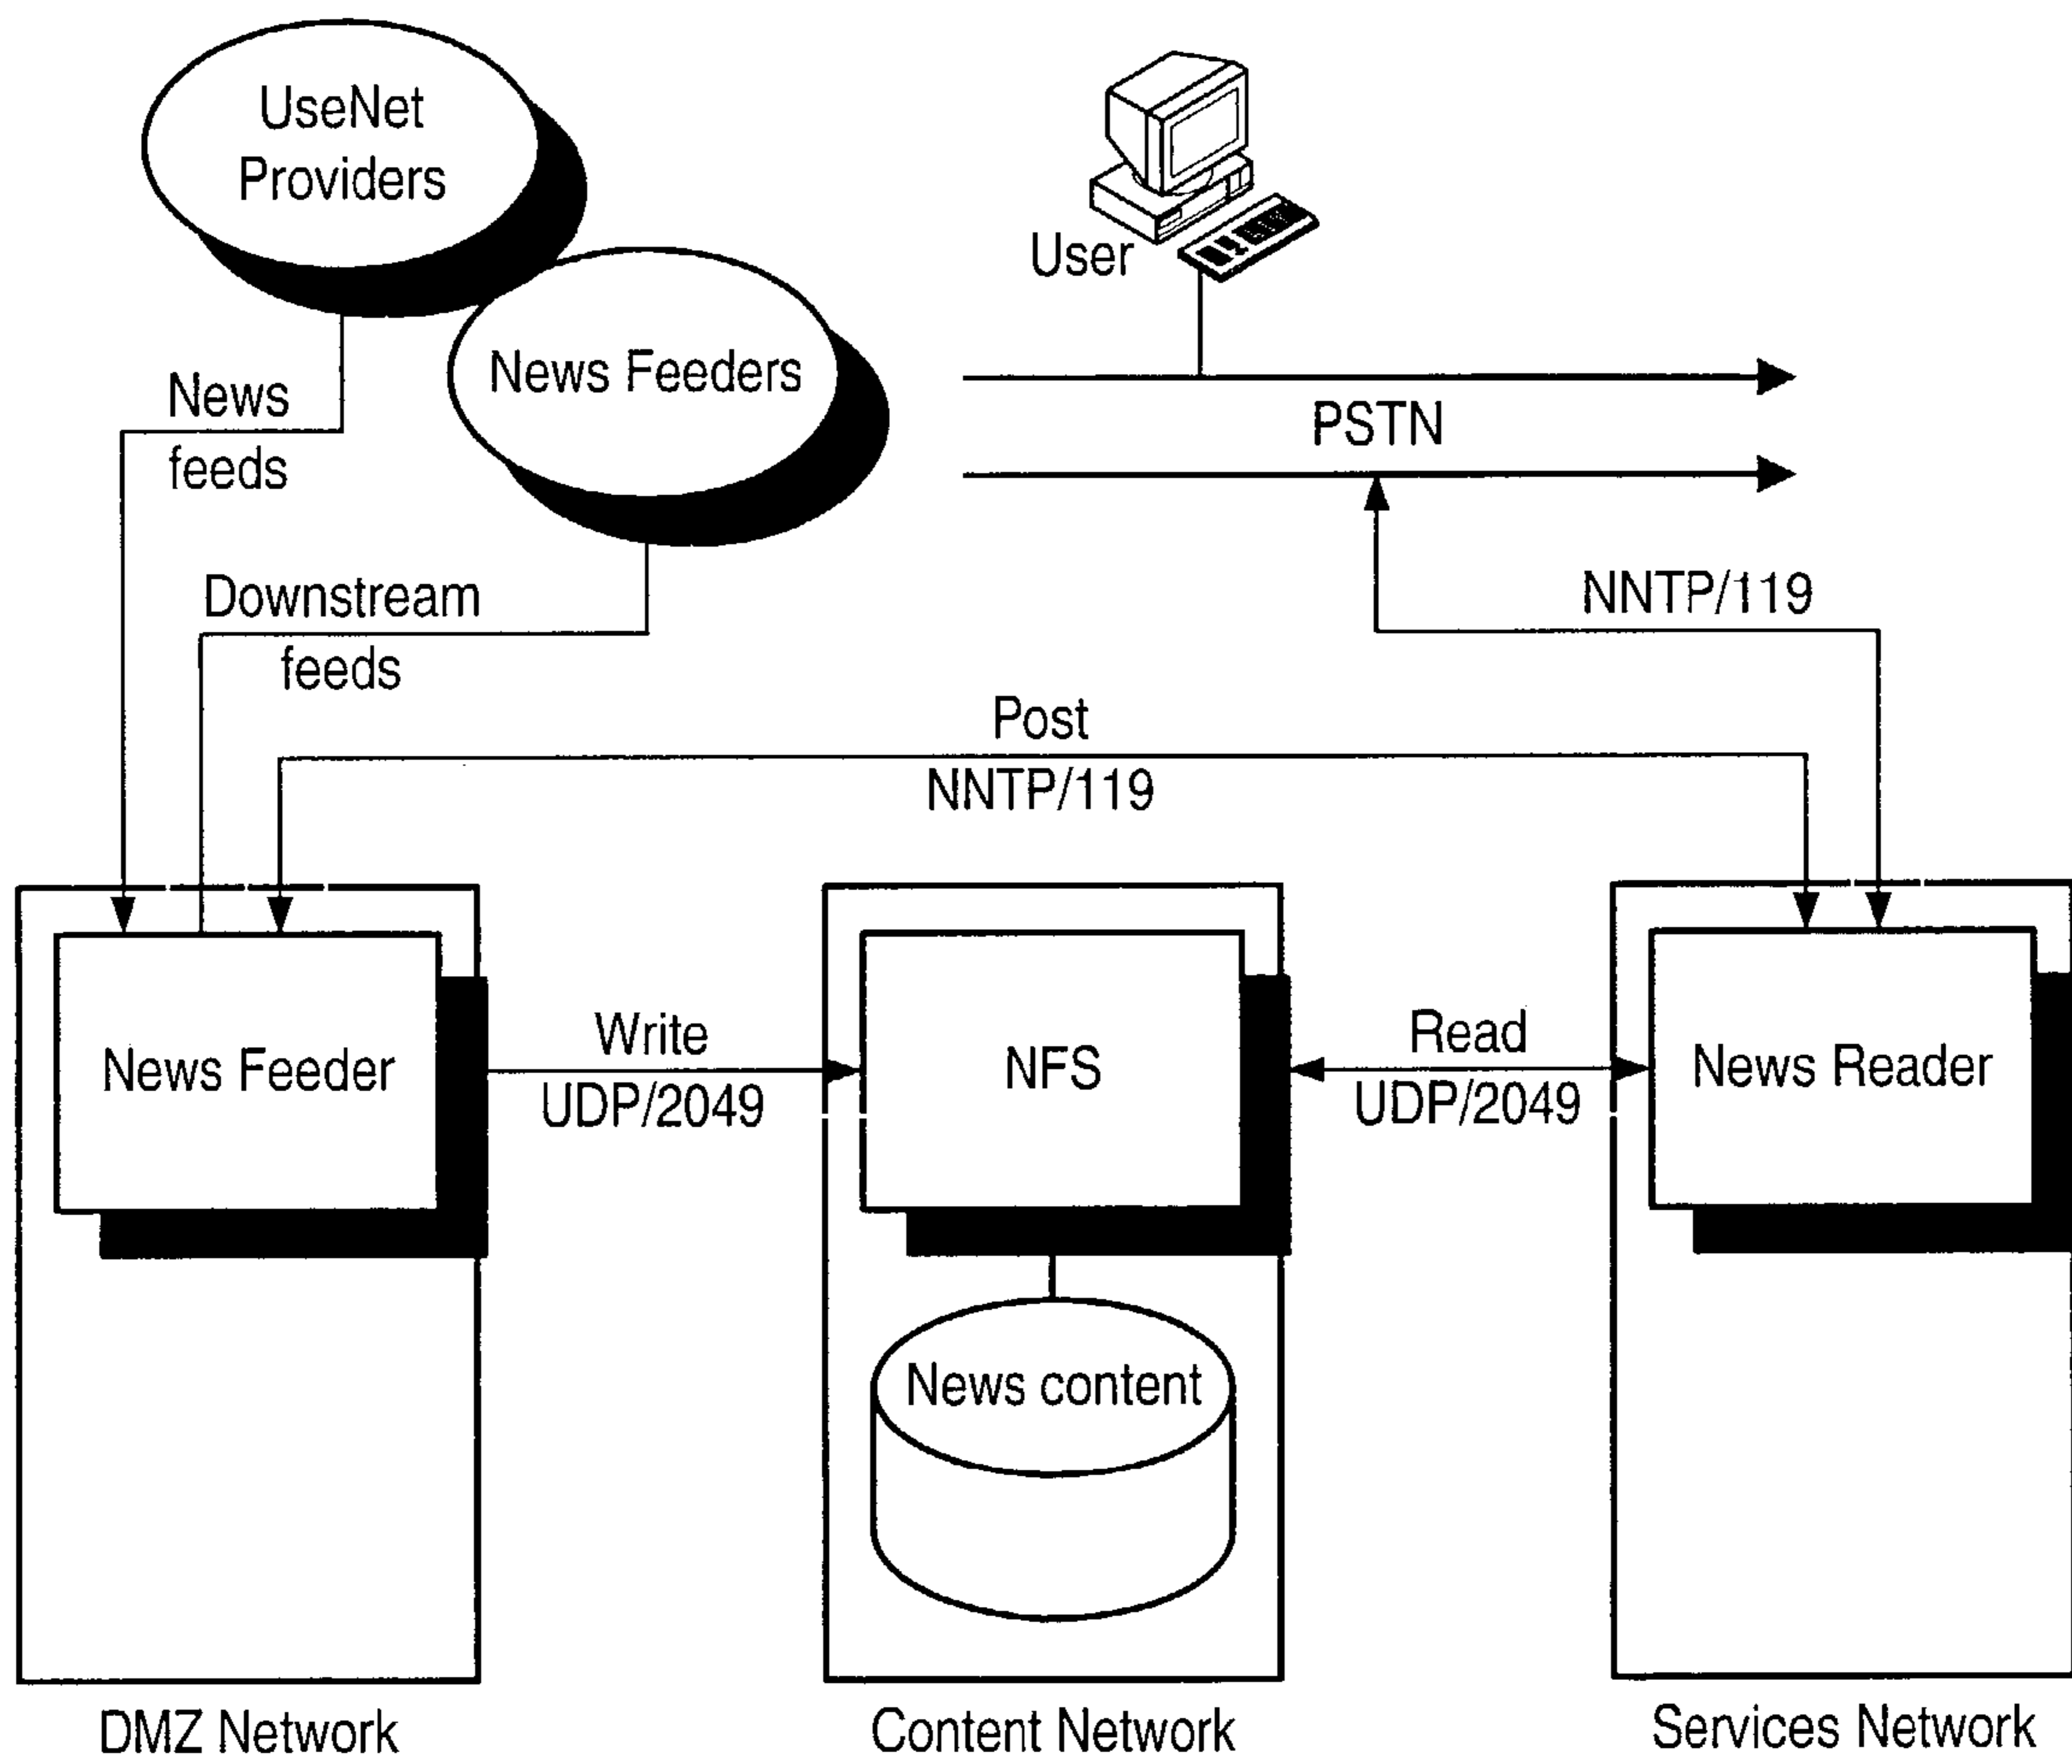 UseNet
Providers
User
News Feeders
News
feeds
PSTN
Downstream
feeds
NNTP/119
Post
NNTP/119
News Feeder
Write
UDP/2049
NFS
Read
UDP/2049
News Reader
News content
DMZ Network
Content Network
Services Network